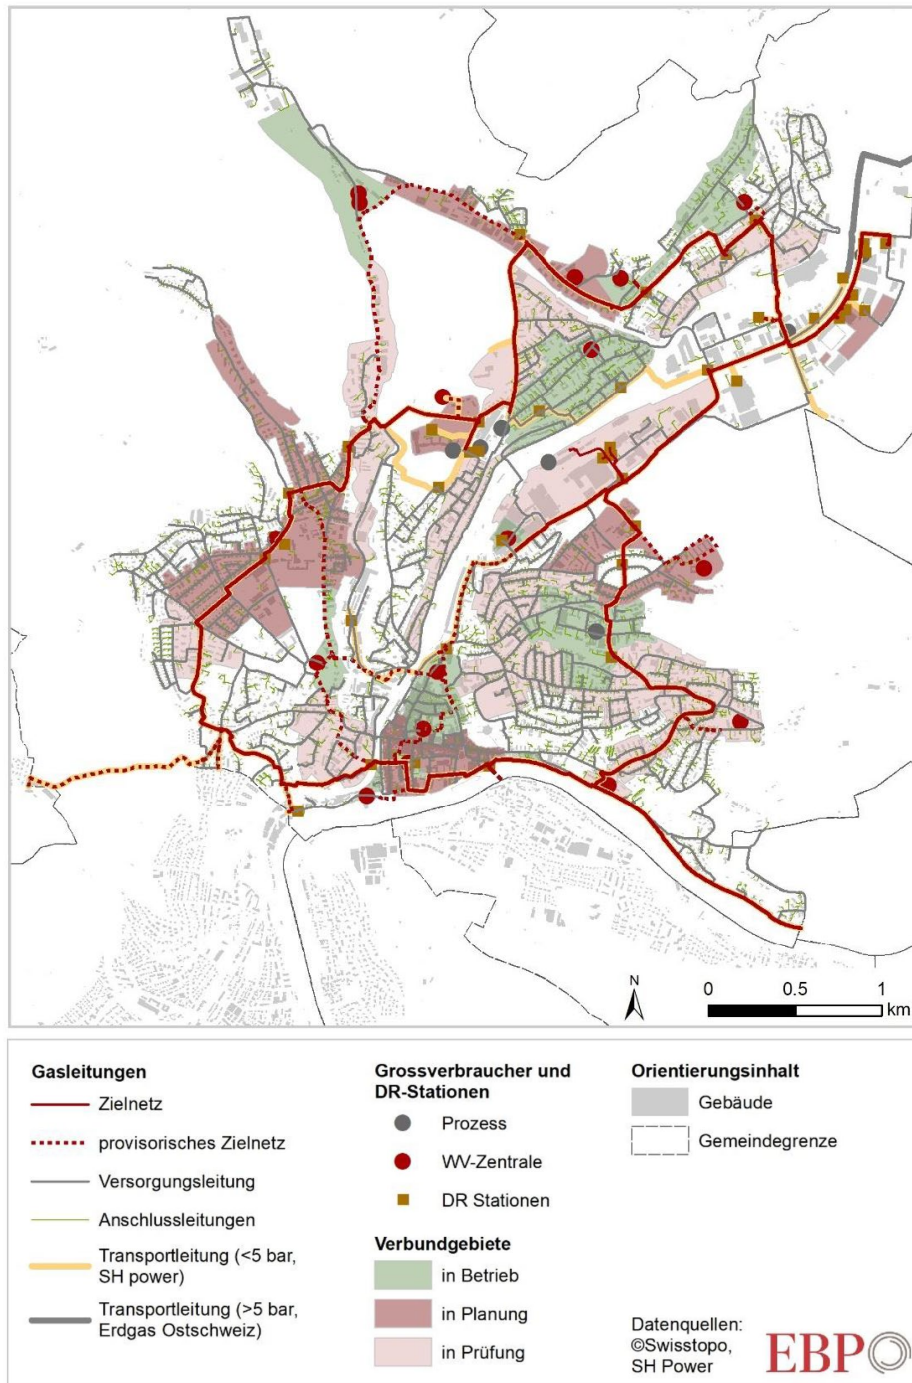 N
0
0.5
1
km
Gasleitungen
Zielnetz
provisorisches Zielnetz
Versorgungsleitung
Anschlussleitungen
Transportleitung (<5 bar,
SH power)
Transportleitung (>5 bar,
Erdgas Ostschweiz)
Grossverbraucher und
DR-Stationen
Prozess
WV-Zentrale
DR Stationen
Verbundgebiete
in Betrieb
in Planung
in Prüfung
Orientierungsinhalt
Gebäude
Gemeindegrenze
Datenquellen:
©Swisstopo,
SH Power
EBP